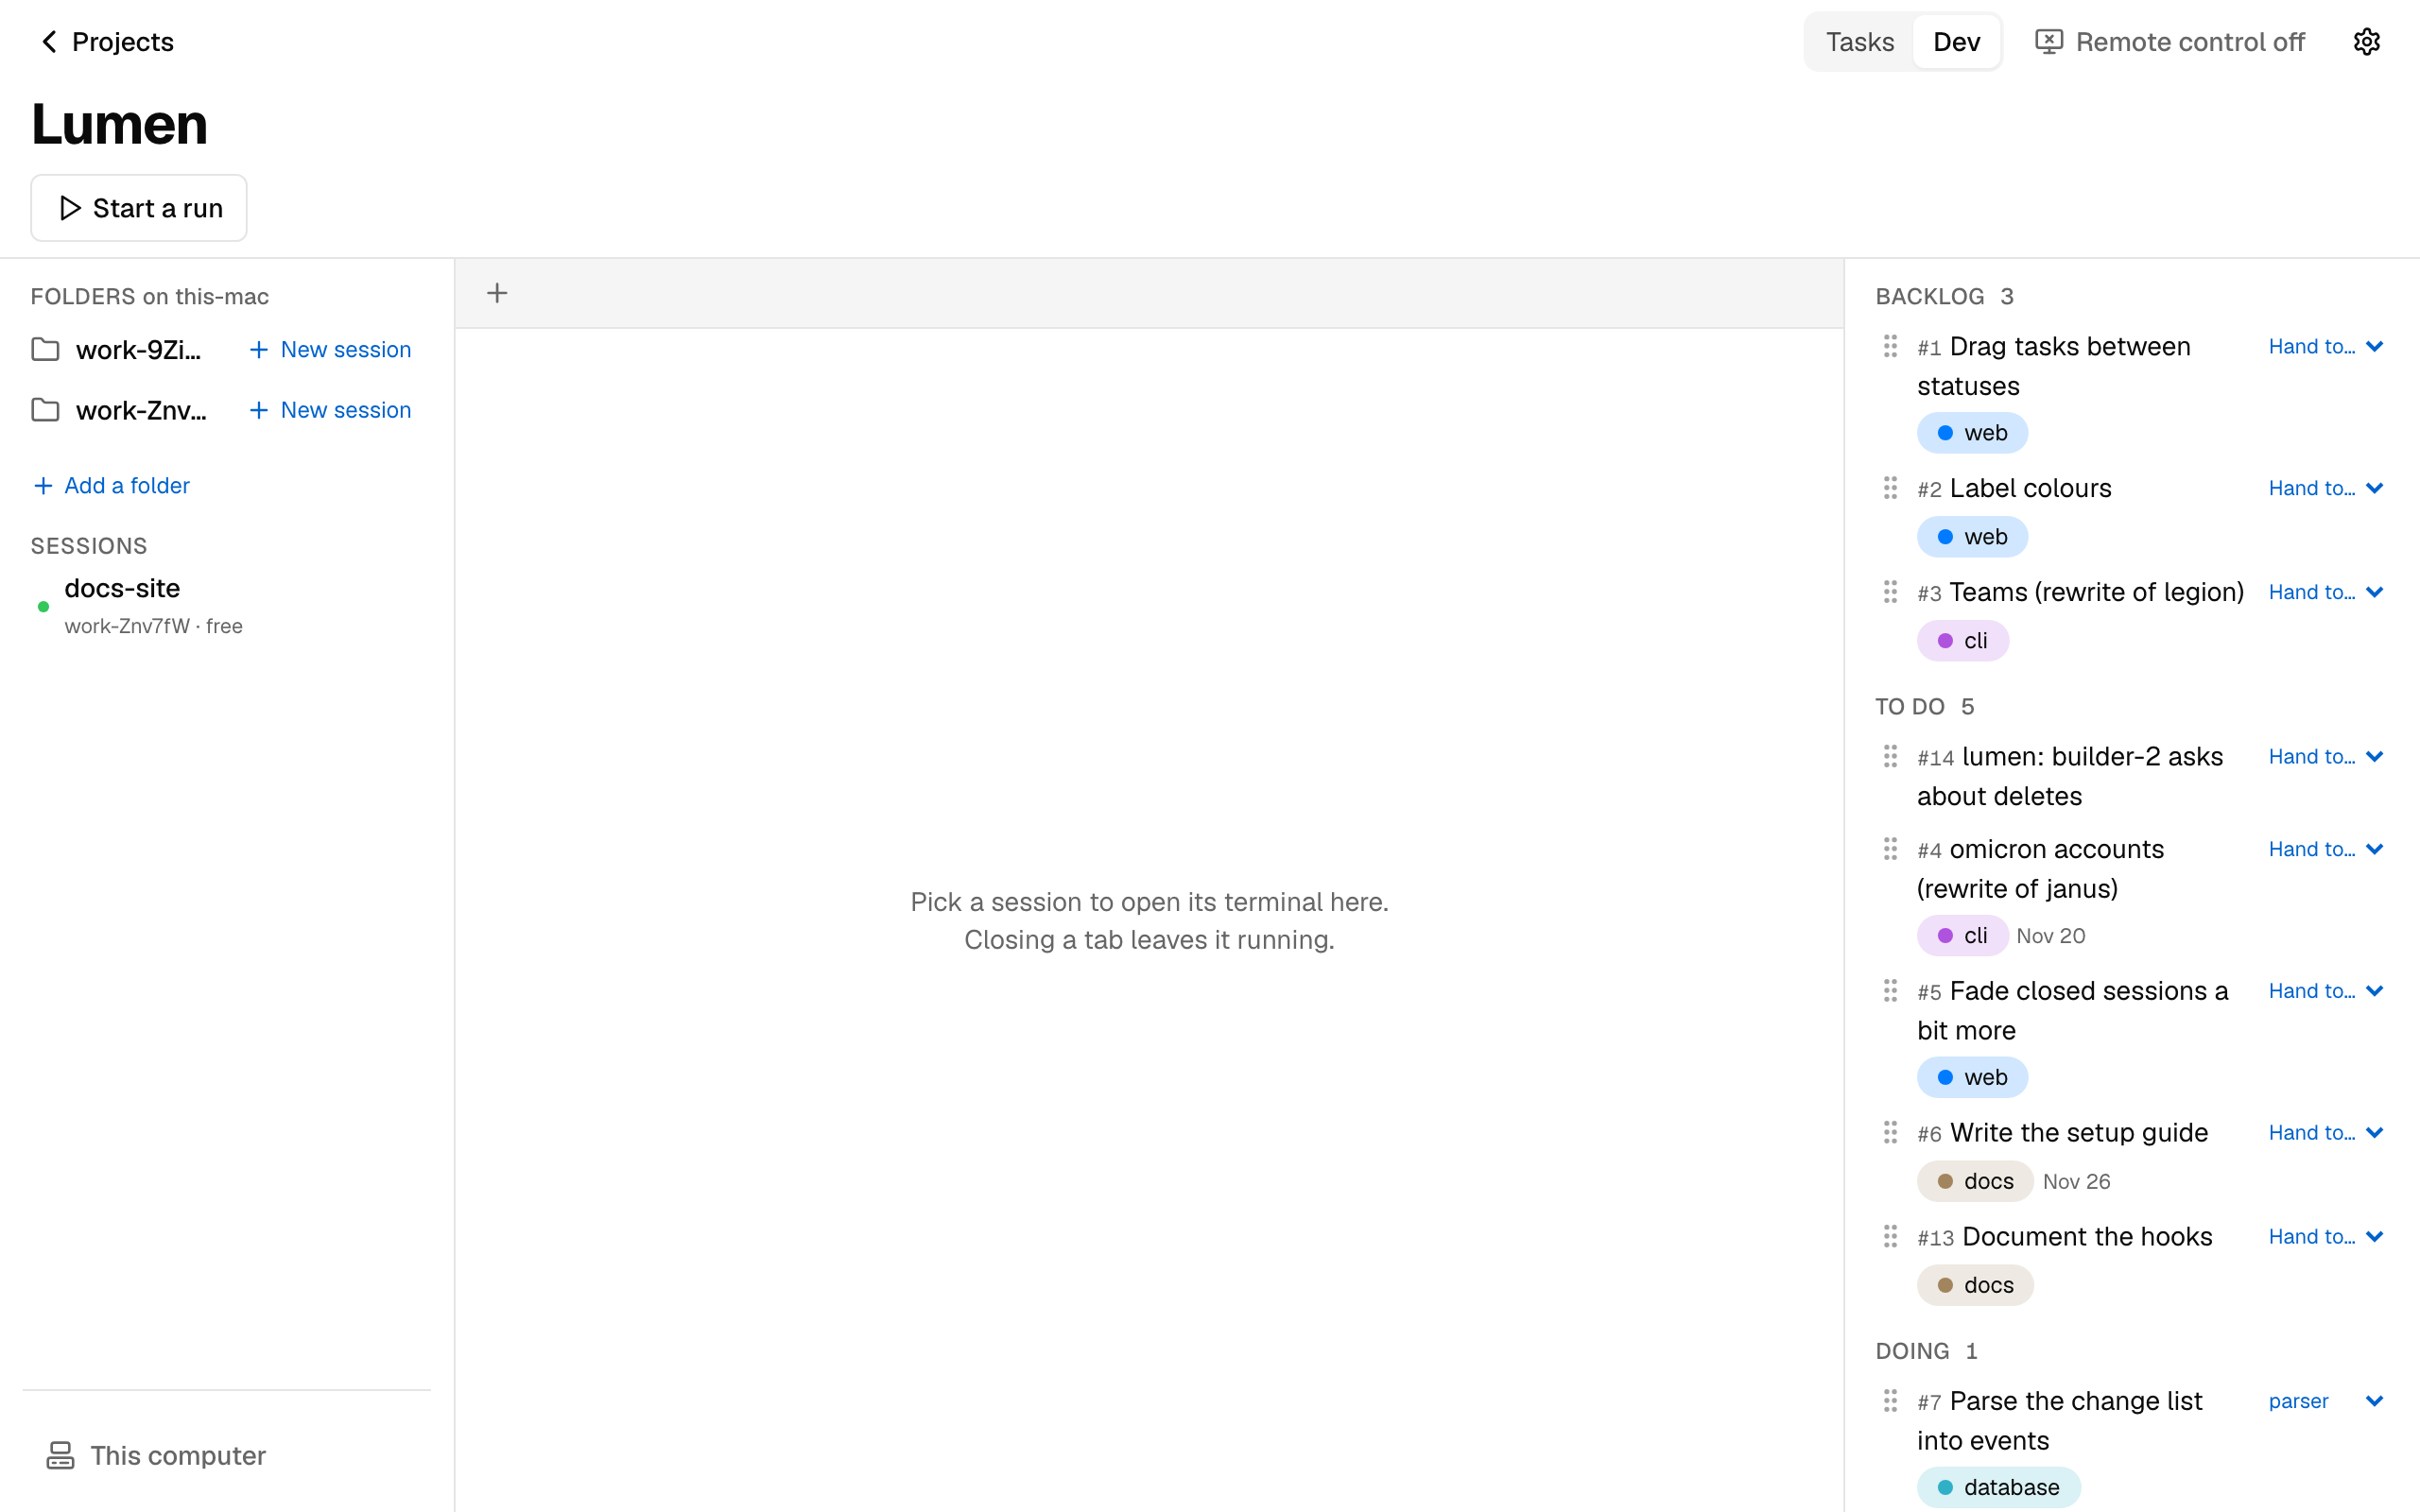 Projects
Tasks
Dev
Remote control off
Lumen
Start a run
FOLDERS on this-mac
work-9Zi...
New session
work-Znv...
New session
Add a folder
SESSIONS
docs-site
work-Znv7fW · free
This computer
Pick a session to open its terminal here.
Closing a tab leaves it running.
BACKLOG 3
#1 Drag tasks between
statuses
Hand to...
web
#2 Label colours
Hand to...
web
#3 Teams (rewrite of legion)
Hand to...
cli
TO DO 5
#14 lumen: builder-2 asks
about deletes
Hand to...
#4 omicron accounts
(rewrite of janus)
Hand to...
cli Nov 20
#5 Fade closed sessions a
bit more
Hand to...
web
#6 Write the setup guide
Hand to...
docs Nov 26
#13 Document the hooks
Hand to...
docs
DOING 1
#7 Parse the change list
into events
parser
database